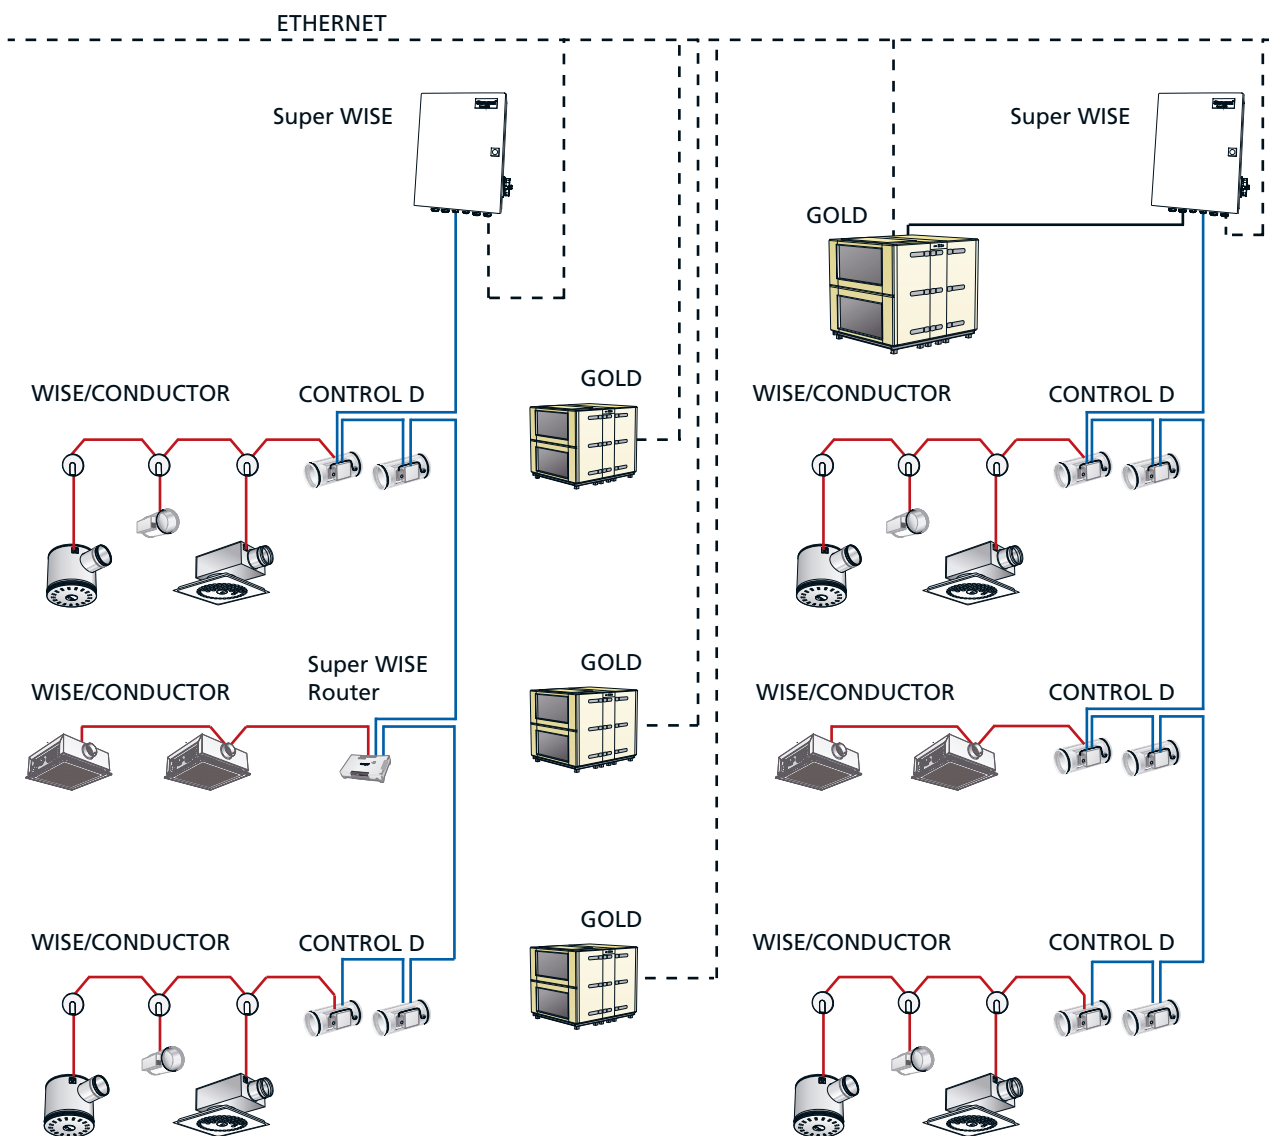 ETHERNET
Super WISE
Super WISE
GOLD
WISE/CONDUCTOR
CONTROL D
GOLD
WISE/CONDUCTOR
CONTROL D
WISE/CONDUCTOR
Super WISE
Router
GOLD
WISE/CONDUCTOR
CONTROL D
WISE/CONDUCTOR
CONTROL D
GOLD
WISE/CONDUCTOR
CONTROL D